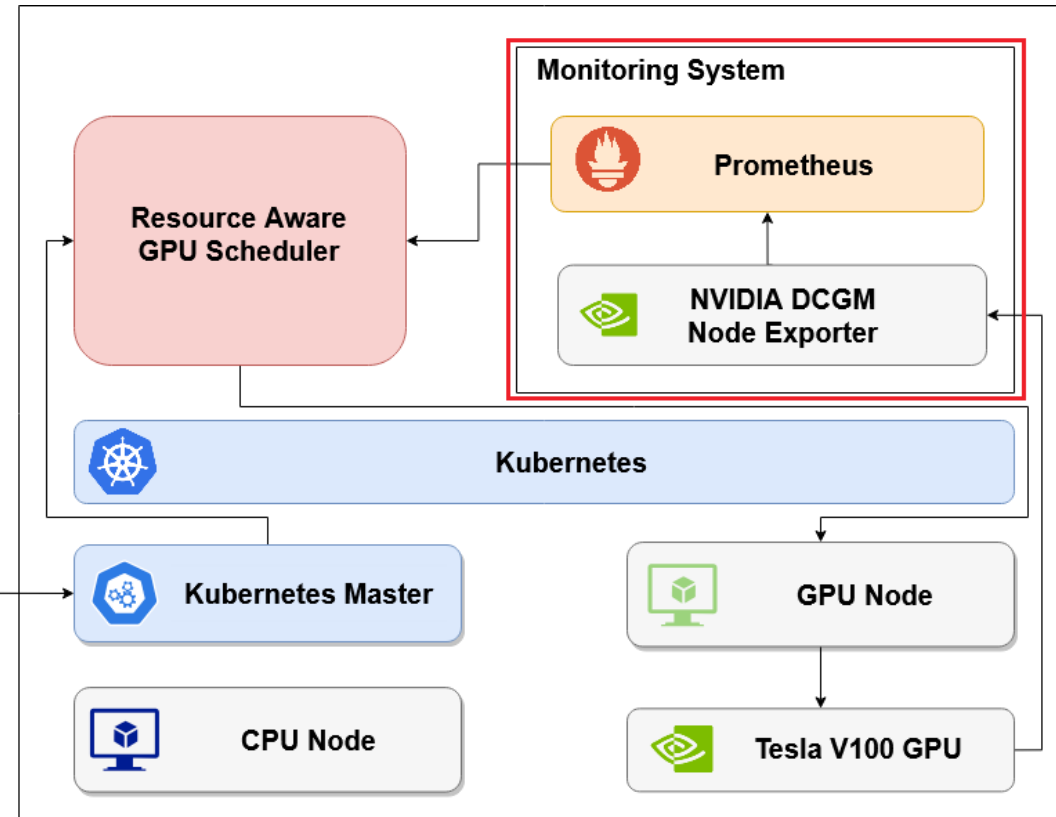 Monitoring System
Prometheus
Resource Aware
GPU Scheduler
NVIDIA DCGM
Node Exporter
Kubernetes
Kubernetes Master
GPU Node
CPU Node
Tesla V100 GPU